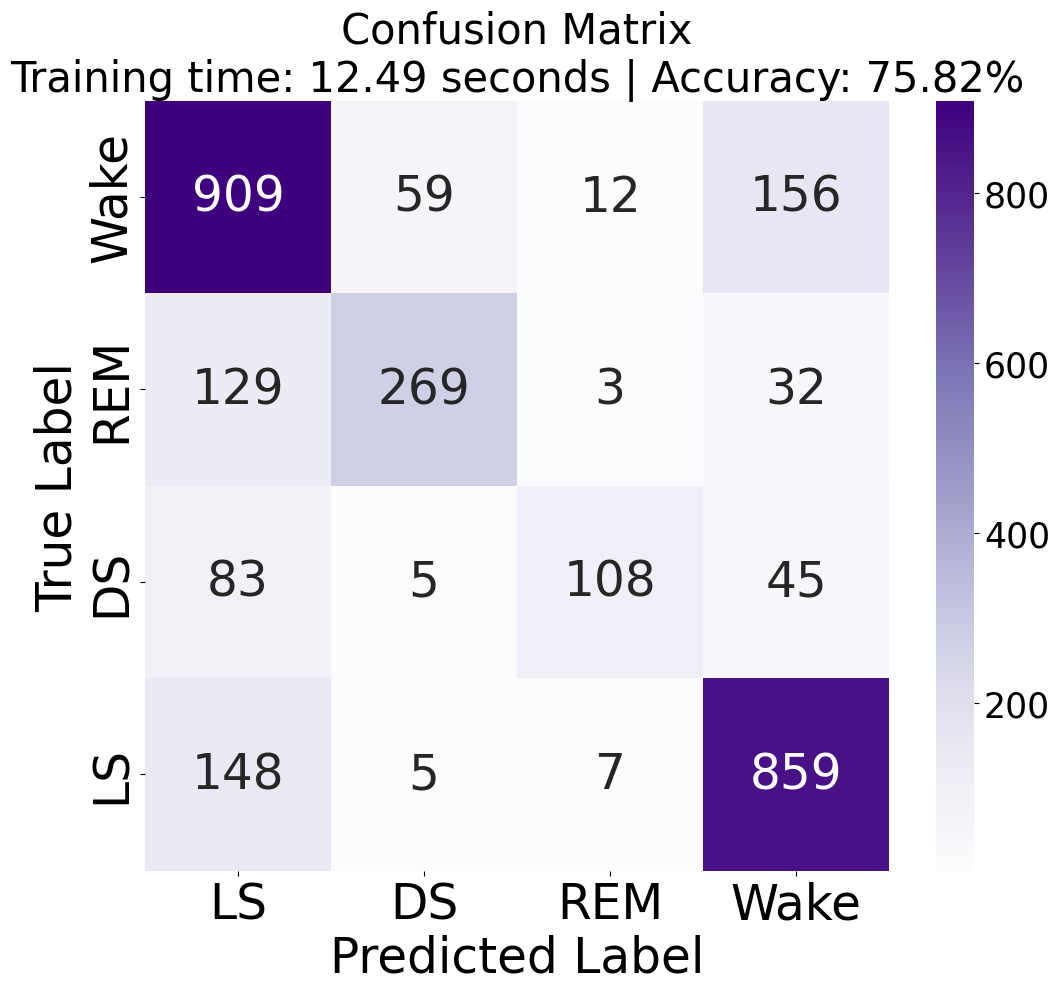 Confusion Matrix
Training time: 12.49 seconds | Accuracy: 75.82%
True Label
Wake
909 59 12 156
REM
129 269 3 32
DS
83 5 108 45
LS
148 5 7 859
LS DS REM Wake
Predicted Label
800
600
400
200